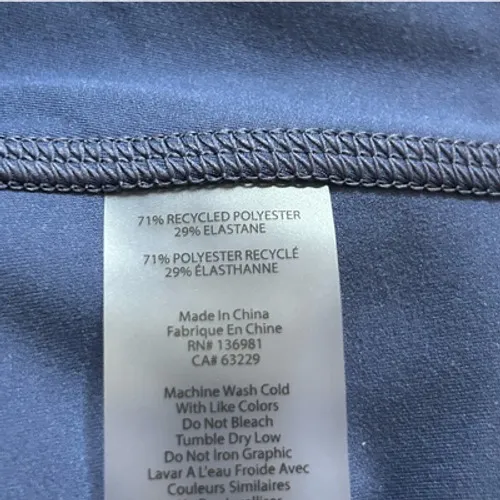 71% RECYCLED POLYESTER
29% ELASTANE
71% POLYESTER RECYCLÉ
29% ÉLASTHANNE
Made In China
Fabrique En Chine
RN# 136981
CA# 63229
Machine Wash Cold
With Like Colors
Do Not Bleach
Tumble Dry Low
Do Not Iron Graphic
Lavar A L'eau Froide Avec
Couleurs Similaires